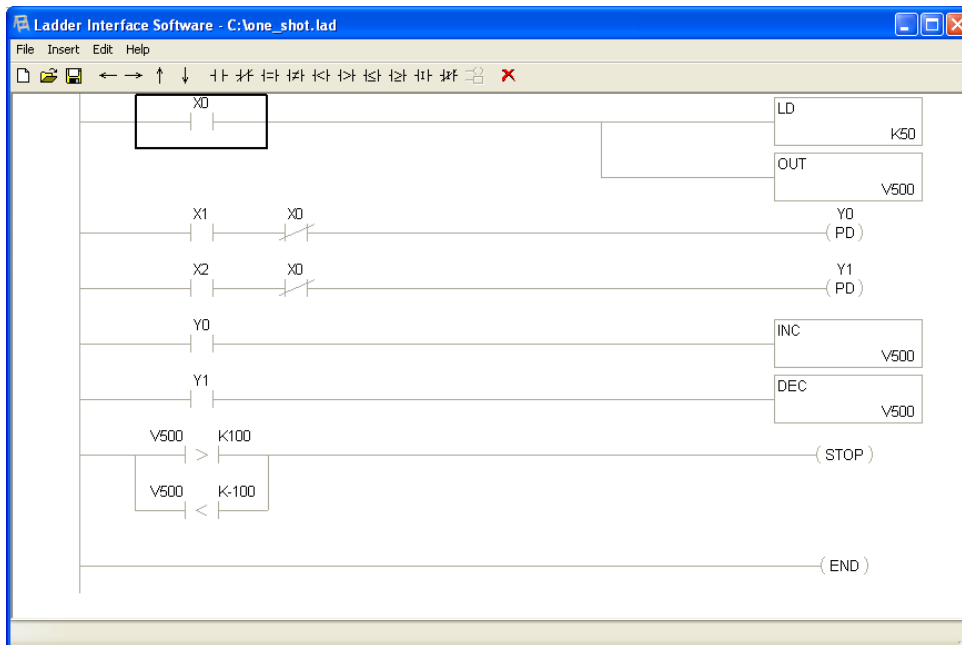 Ladder Interface Software - C:\one_shot.lad
File Insert Edit Help
X0
LD
K50
OUT
V500
X1 X0 Y0
PD
X2 X0 Y1
PD
Y0
INC
V500
Y1
DEC
V500
V500 K100
> STOP
V500 K-100
<
END